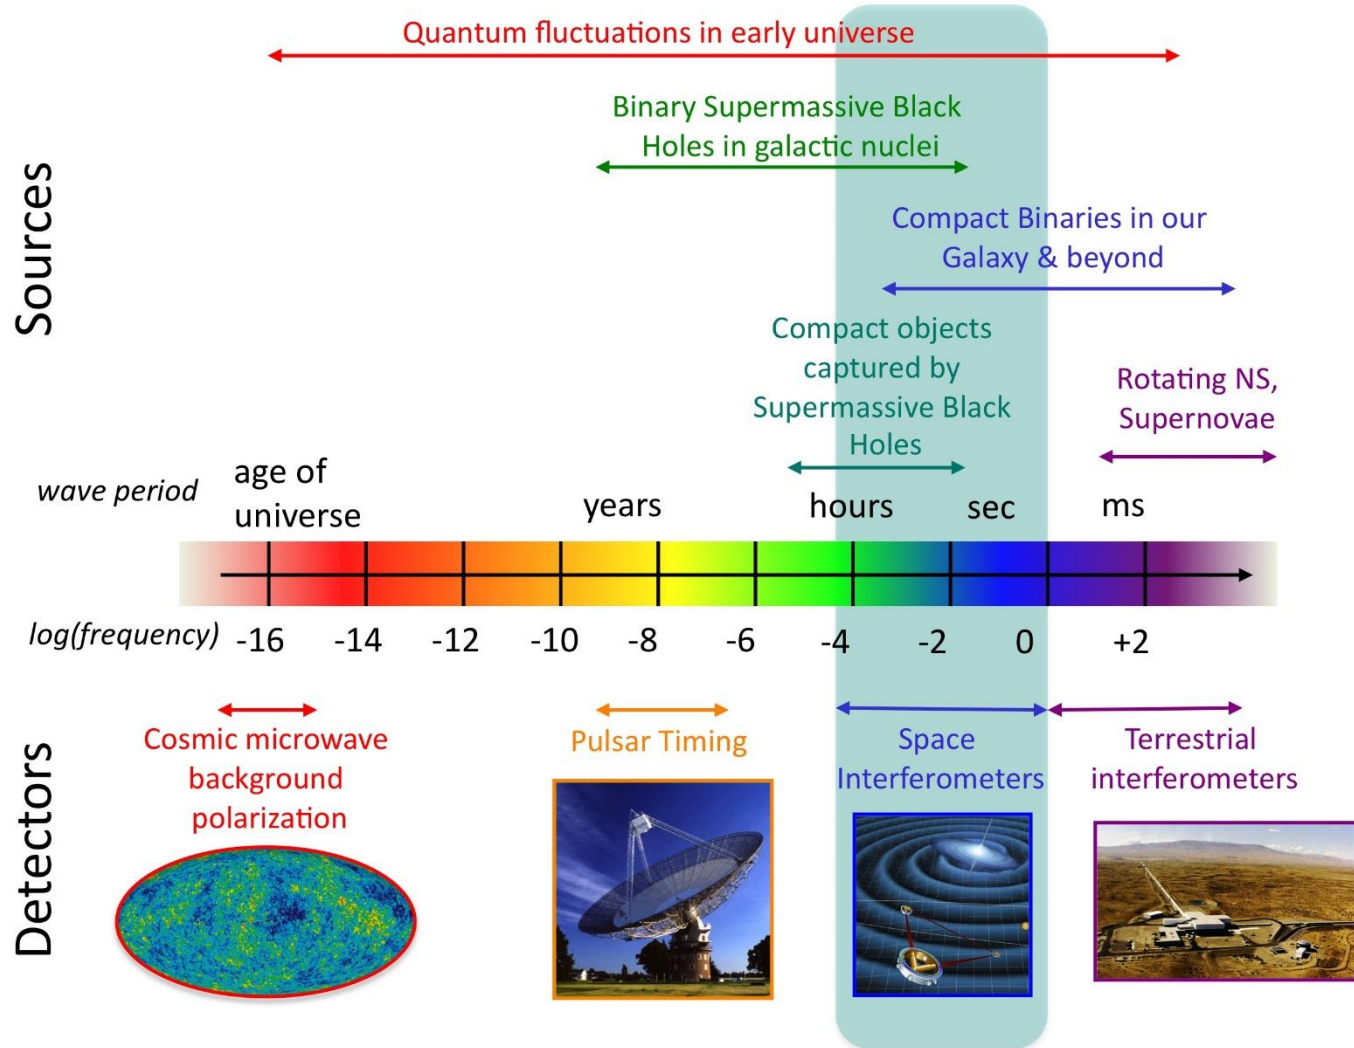 Quantum fluctuations in early universe
Binary Supermassive Black
Holes in galactic nuclei
Sources
Compact Binaries in our
Galaxy & beyond
Compact objects
captured by
Supermassive Black
Holes
Rotating NS,
Supernovae
wave period
age of
universe
years
hours
sec
ms
log(frequency)
-16
-14
-12
-10
-8
-6
-4
-2
0
+2
Detectors
Cosmic microwave
background
polarization
Pulsar Timing
Space
Interferometers
Terrestrial
interferometers